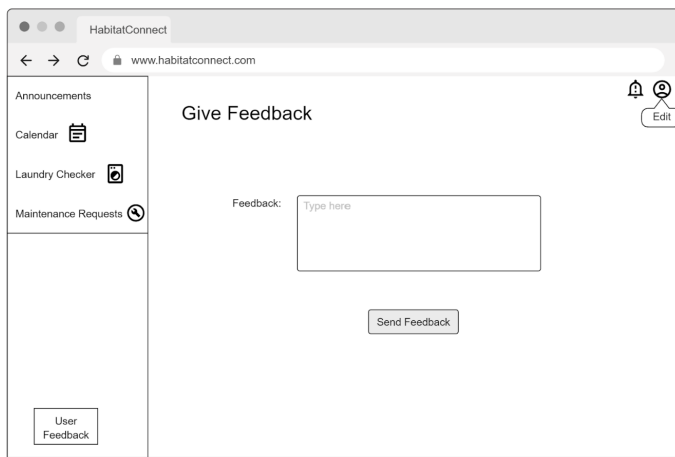 HabitatConnect
www.habitatconnect.com
Announcements
Calendar
Laundry Checker
Maintenance Requests
User
Feedback
Edit
Give Feedback
Feedback:
Type here
Send Feedback